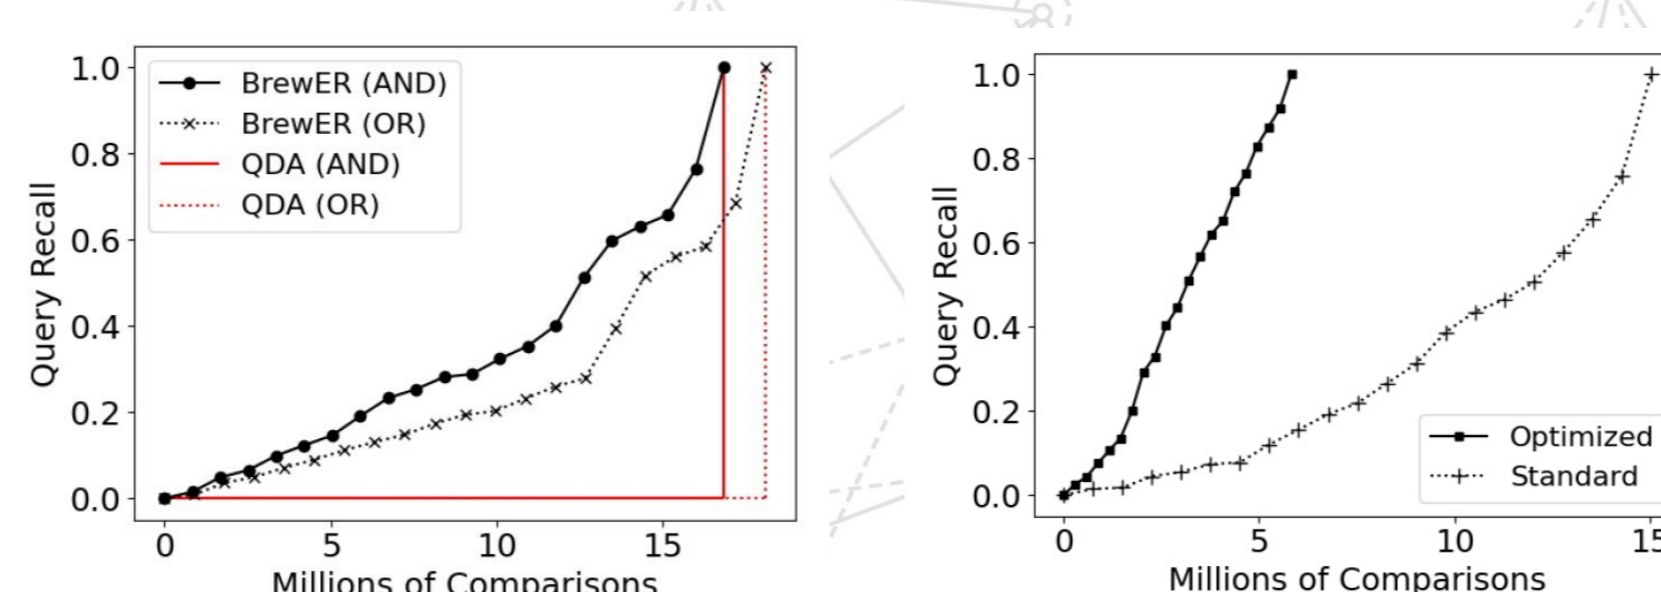 1.0
0.8
0.6
0.4
0.2
0.0
Query Recall
BrewER (AND)
BrewER (OR)
QDA (AND)
QDA (OR)
0 5 10 15
Millions of Comparisons
1.0
0.8
0.6
0.4
0.2
0.0
Query Recall
Optimized
Standard
0 5 10 15
Millions of Comparisons